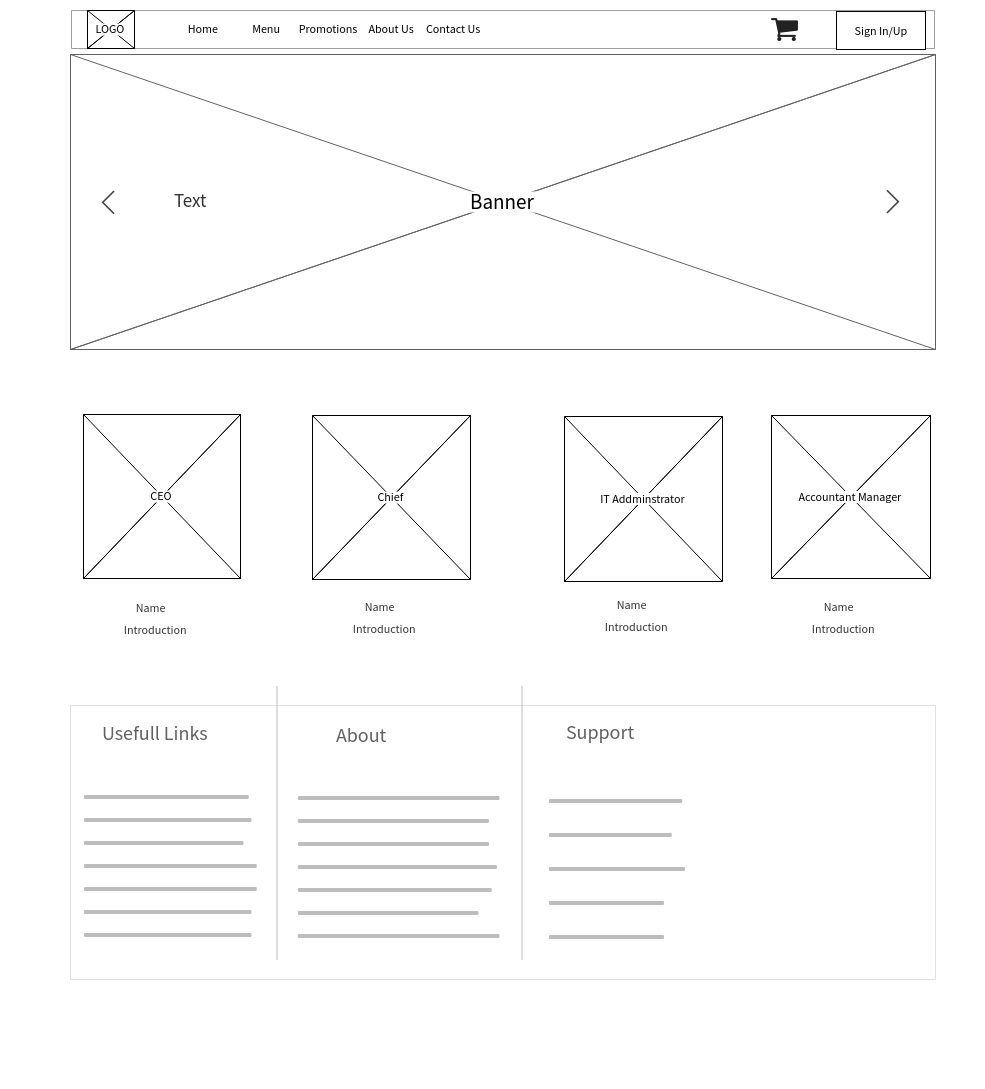 LOGO Home Menu Promotions About Us Contact Us Sign In/Up
Text Banner
CEO Chief IT Addminstrator Accountant Manager
Name Name Name Name
Introduction Introduction Introduction Introduction
Usefull Links About Support